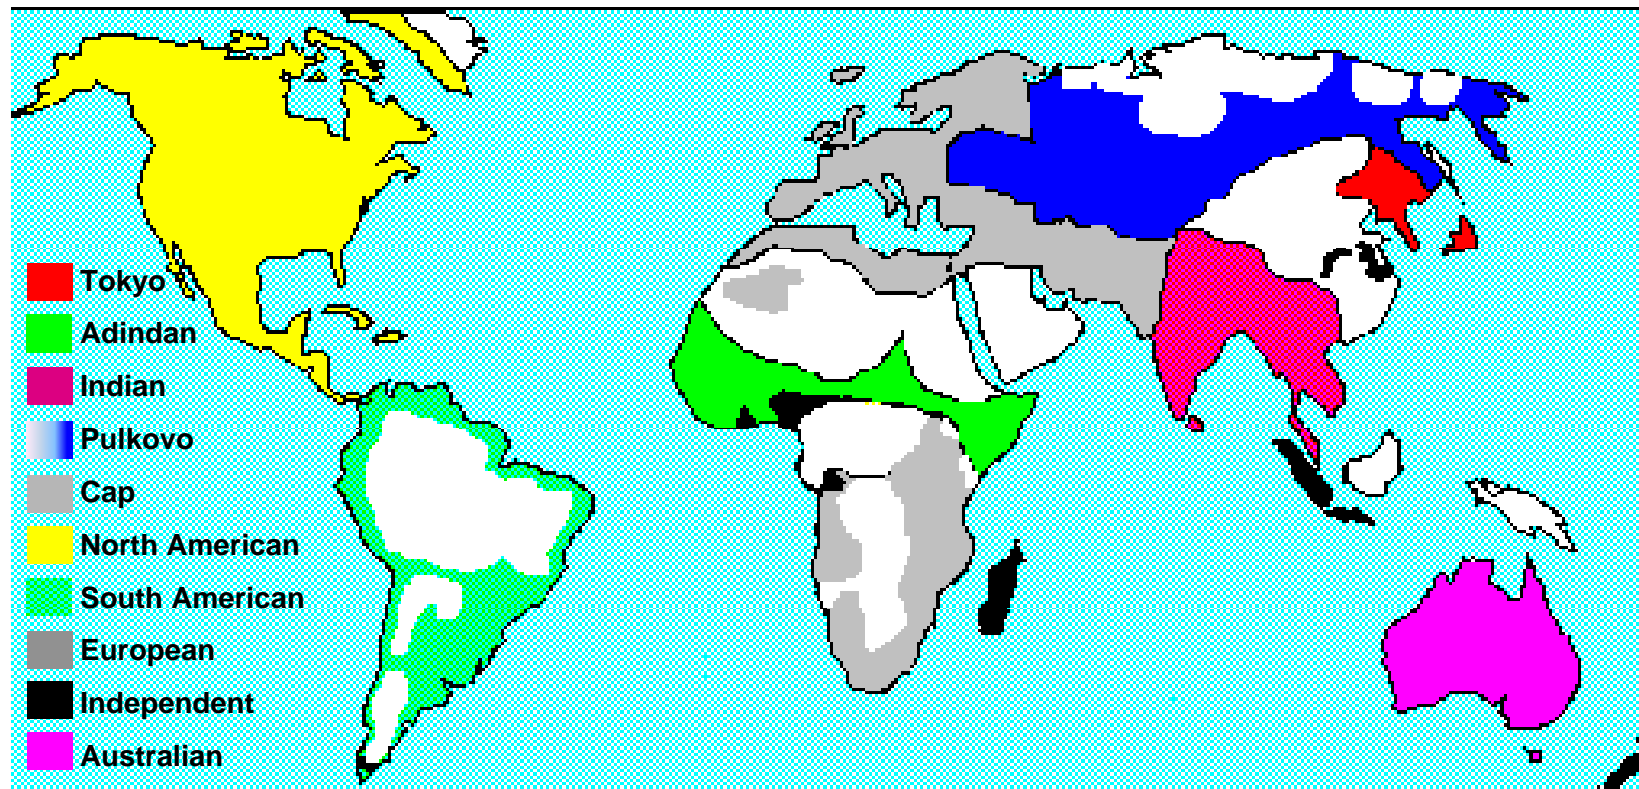 Tokyo
Adindan
Indian
Pulkovo
Cap
North American
South American
European
Independent
Australian